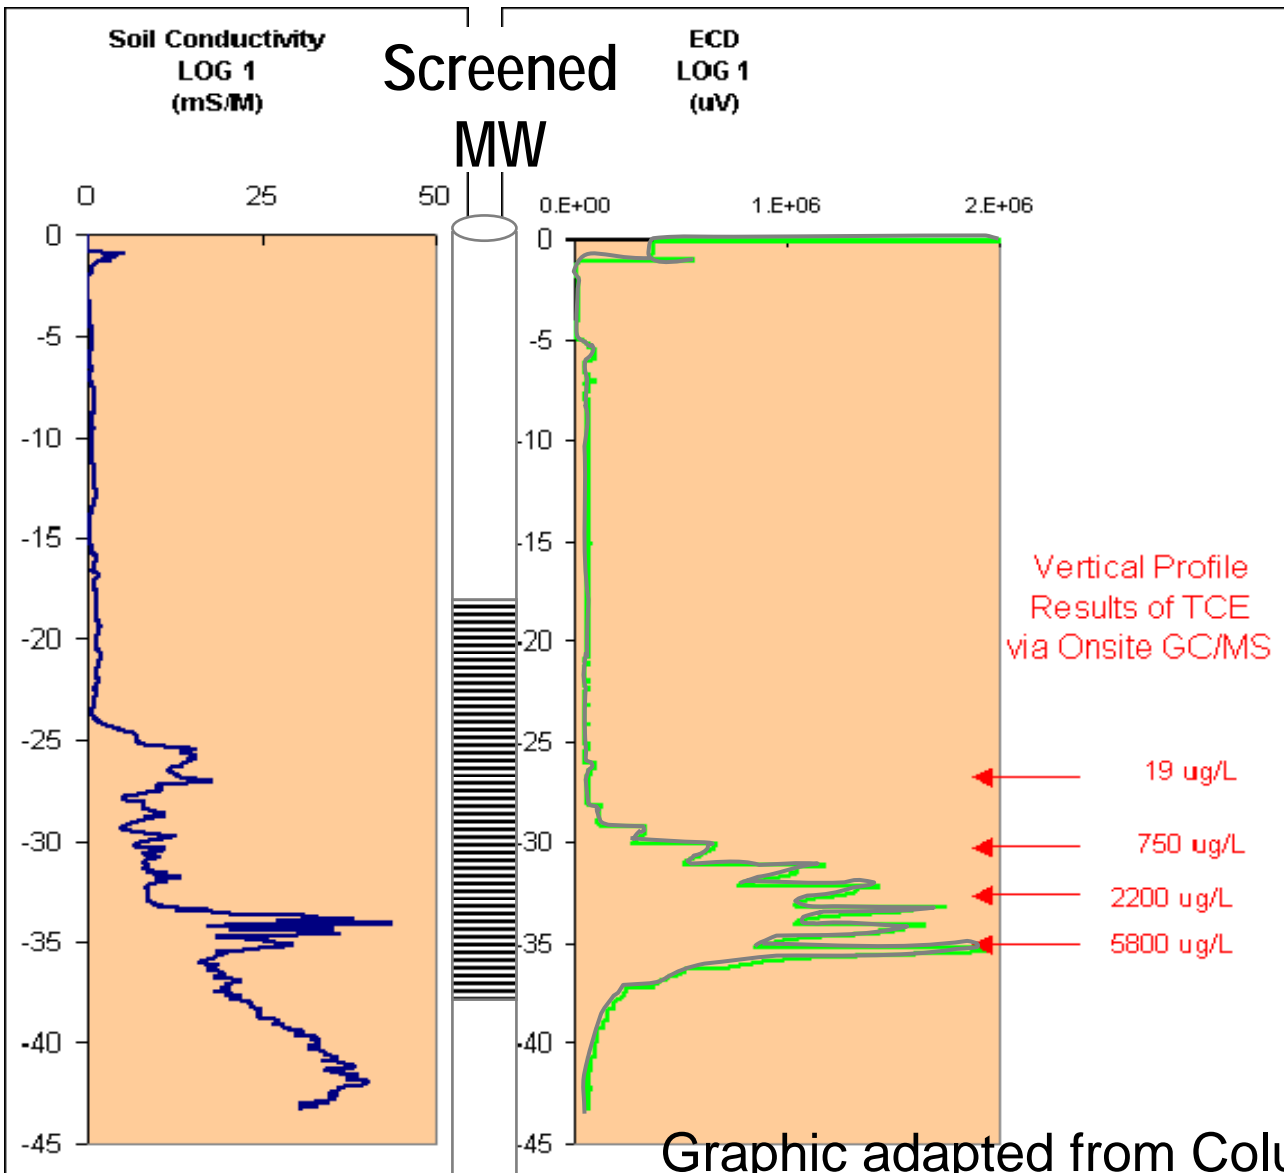 Soil Conductivity
LOG 1
(mS/M)
Screened
MW
ECD
LOG 1
(uV)
0 25 50
0.E+00 1.E+06 2.E+06
0
-5
-10
-15
-20
-25
-30
-35
-40
-45
0
-5
-10
-15
-20
-25
-30
-35
-40
-45
Vertical Profile
Results of TCE
via Onsite GC/MS
19 ug/L
750 ug/L
2200 ug/L
5800 ug/L
Graphic adapted from